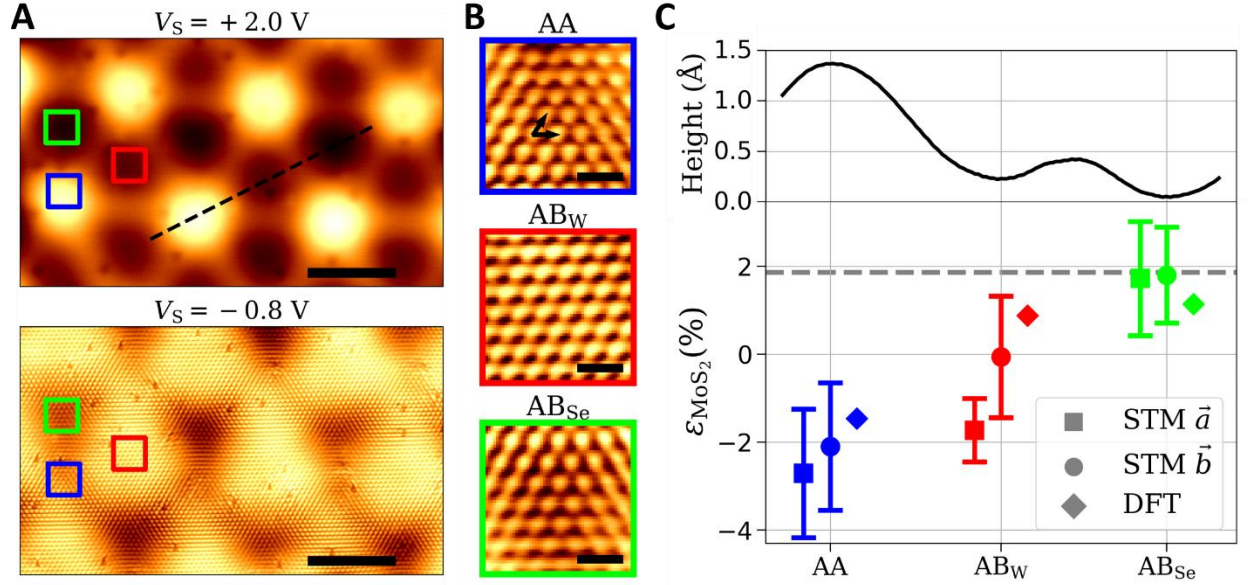 A
V_S = +2.0 V
V_S = −0.8 V
B
AA
AB_W
AB_Se
C
1.5
1.0
0.5
0.0
Height (Å)
2
0
−2
−4
ε_MoS₂(%)
STM a⃗
STM b⃗
DFT
AA
AB_W
AB_Se